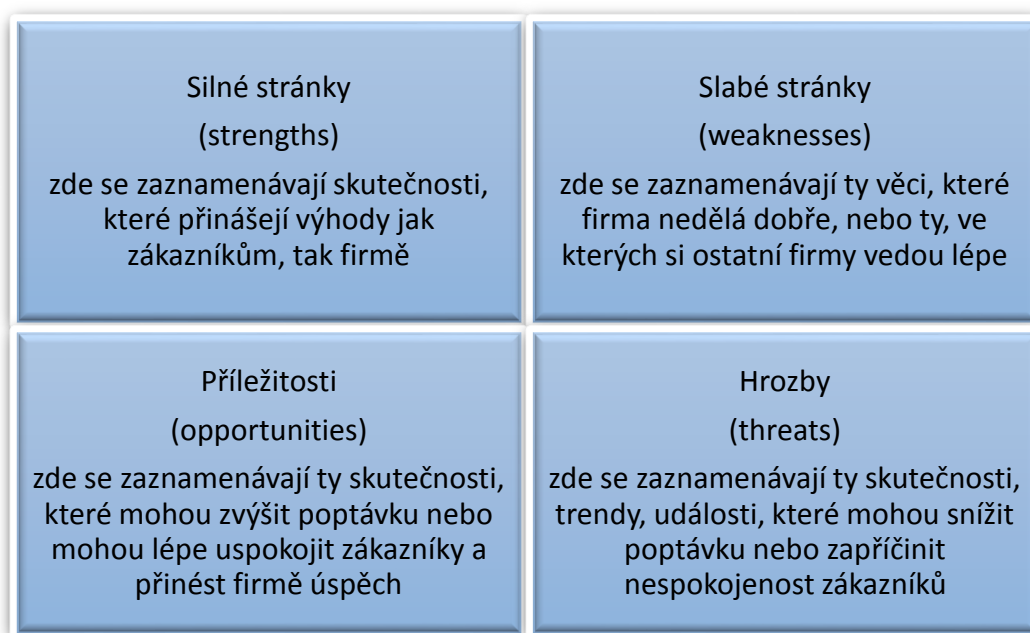 Silné stránky
(strengths)
zde se zaznamenávají skutečnosti,
které přinášejí výhody jak
zákazníkům, tak firmě
Slabé stránky
(weaknesses)
zde se zaznamenávají ty věci, které
firma nedělá dobře, nebo ty, ve
kterých si ostatní firmy vedou lépe
Příležitosti
(opportunities)
zde se zaznamenávají ty skutečnosti,
které mohou zvýšit poptávku nebo
mohou lépe uspokojit zákazníky a
přinést firmě úspěch
Hrozby
(threats)
zde se zaznamenávají ty skutečnosti,
trendy, události, které mohou snížit
poptávku nebo zapříčinit
nespokojenost zákazníků